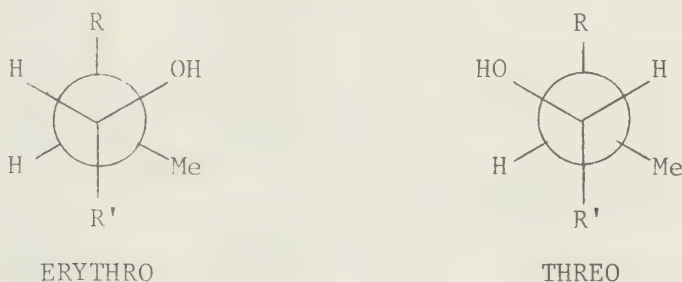 R R
H OH HO H
H Me H Me
R' R'
ERYTHRO THREO